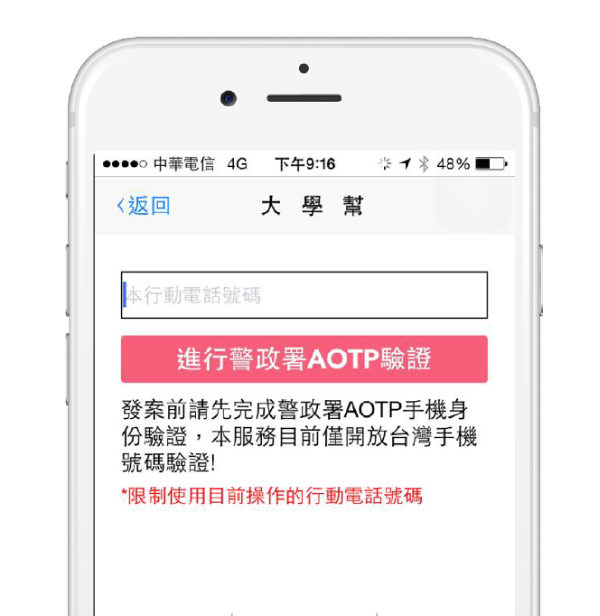 中華電信 4G 下午9:16 48%
返回 大學幫
本行動電話號碼
進行警政署AOTP驗證
發案前請先完成警政署AOTP手機身
份驗證，本服務目前僅開放台灣手機
號碼驗證!
*限制使用目前操作的行動電話號碼